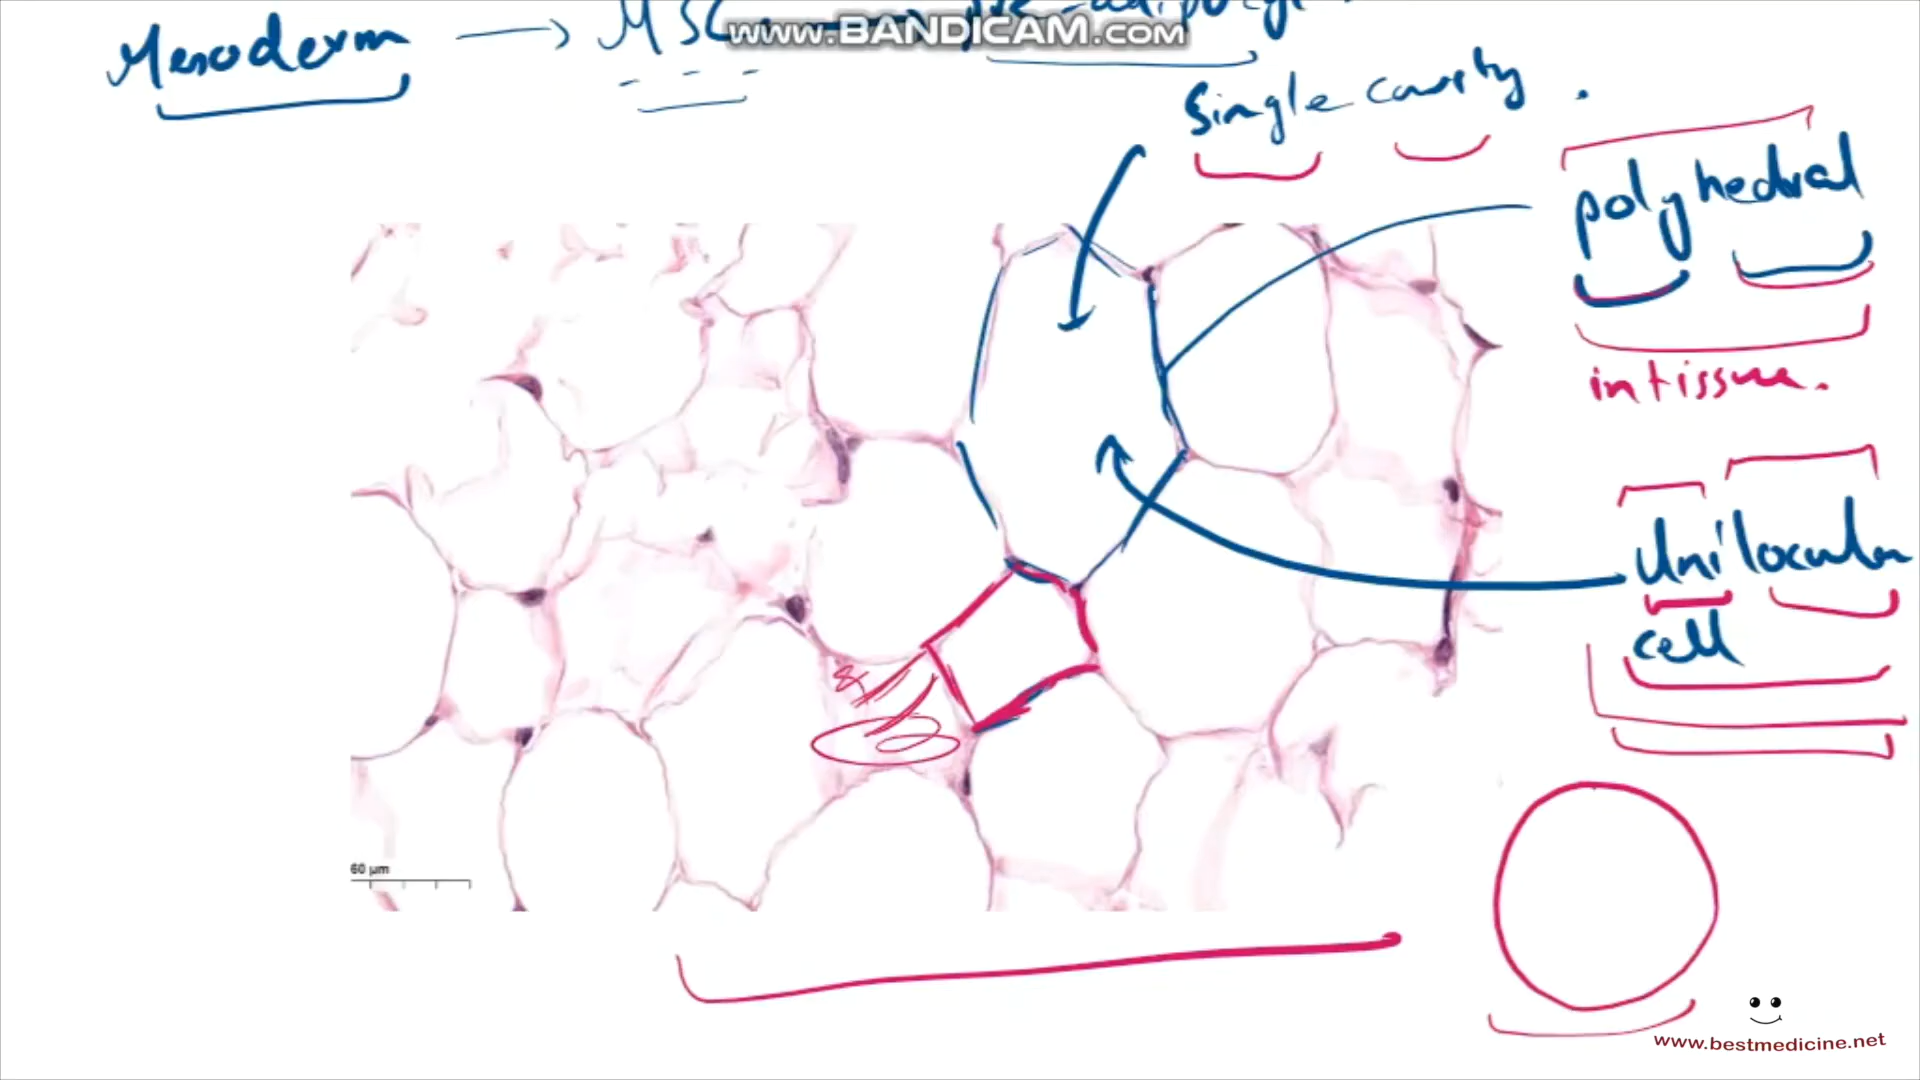 Mesoderm → MSC
www.BANDICAM.com
Single cavity .
polyhedral
in tissue.
Unilocular
cell
60 µm
www.bestmedicine.net